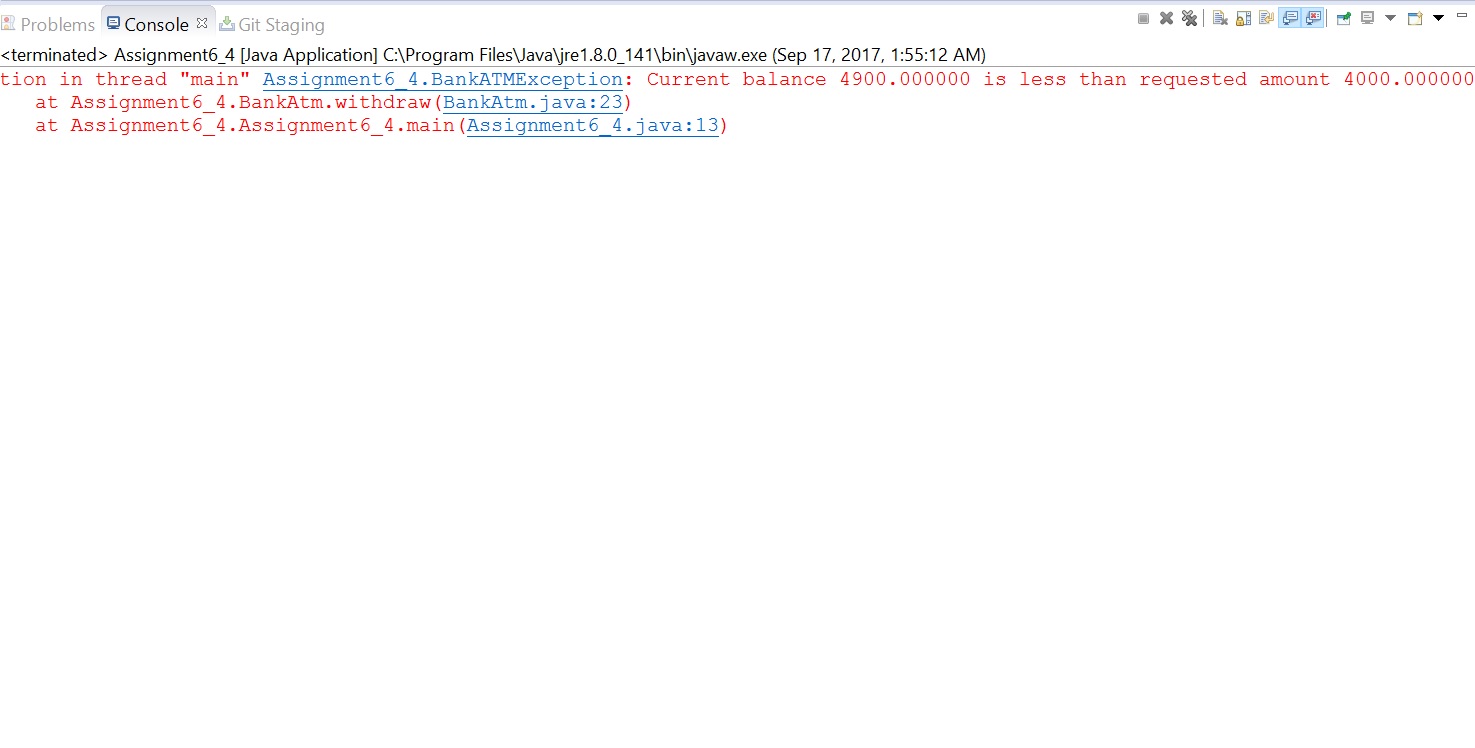 Problems Console Git Staging
<terminated> Assignment6_4 [Java Application] C:\Program Files\Java\jre1.8.0_141\bin\javaw.exe (Sep 17, 2017, 1:55:12 AM)
tion in thread "main" Assignment6_4.BankATMException: Current balance 4900.000000 is less than requested amount 4000.000000
at Assignment6_4.BankAtm.withdraw(BankAtm.java:23)
at Assignment6_4.Assignment6_4.main(Assignment6_4.java:13)